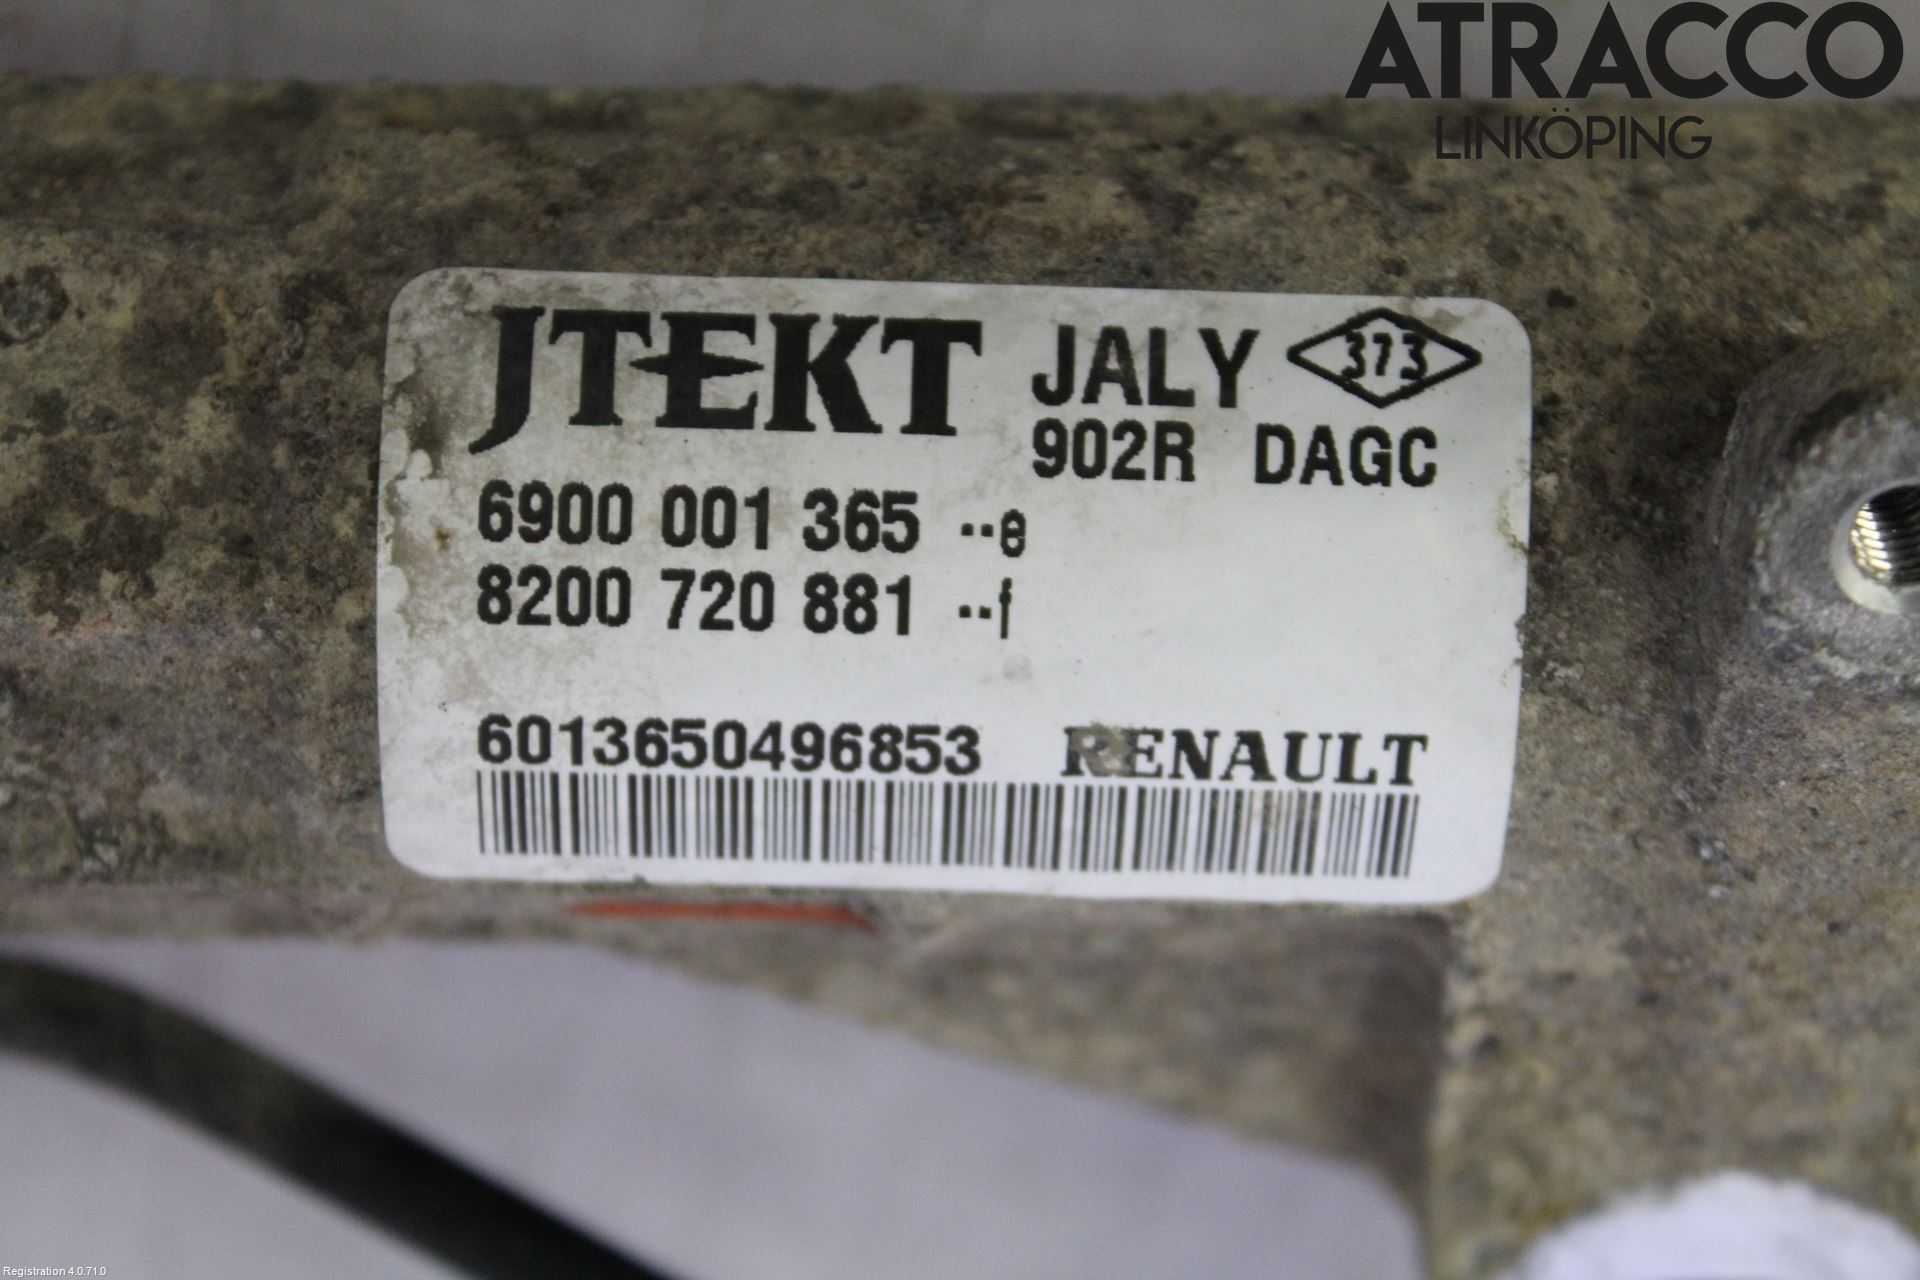 ATRACCO
LINKÖPING
JTEKT JALY 373
902R DAGC
6900 001 365 --e
8200 720 881 --f
6013650496853 RENAULT
Registration 4.0.71.0